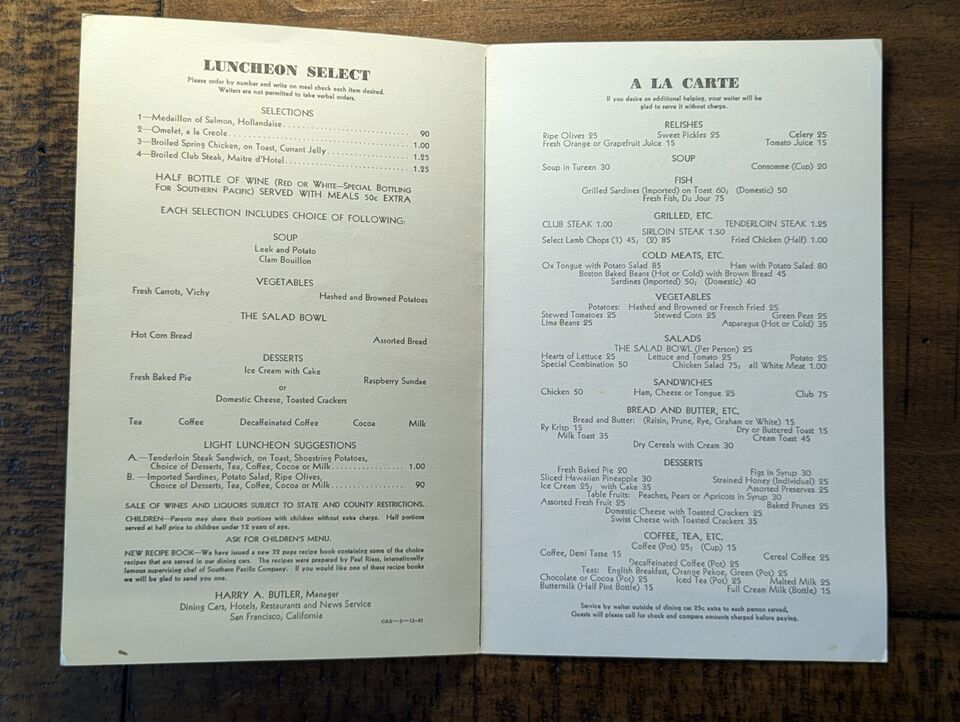 LUNCHEON SELECT
Please order by number and write on meal check each item desired.
Waiters are not permitted to take verbal orders.
SELECTIONS
1—Medaillon of Salmon, Hollandaise 90
2—Omelet, a la Creole 1.00
3—Broiled Spring Chicken, on Toast, Currant Jelly 1.25
4—Broiled Club Steak, Maitre d'Hotel 1.25
HALF BOTTLE OF WINE (RED OR WHITE—SPECIAL BOTTLING
FOR SOUTHERN PACIFIC) SERVED WITH MEALS 50c EXTRA
EACH SELECTION INCLUDES CHOICE OF FOLLOWING:
SOUP
Leek and Potato
Clam Bouillon
VEGETABLES
Fresh Carrots, Vichy Hashed and Browned Potatoes
THE SALAD BOWL
Hot Corn Bread Assorted Bread
DESSERTS
Ice Cream with Cake
Fresh Baked Pie Raspberry Sundae
or
Domestic Cheese, Toasted Crackers
Tea Coffee Decaffeinated Coffee Cocoa Milk
LIGHT LUNCHEON SUGGESTIONS
A.—Tenderloin Steak Sandwich, on Toast, Shoestring Potatoes,
Choice of Desserts, Tea, Coffee, Cocoa or Milk 1.00
B.—Imported Sardines, Potato Salad, Ripe Olives,
Choice of Desserts, Tea, Coffee, Cocoa or Milk 90
SALE OF WINES AND LIQUORS SUBJECT TO STATE AND COUNTY RESTRICTIONS.
CHILDREN—Parents may share their portions with children without extra charge. Half portions
served at half price to children under 12 years of age.
ASK FOR CHILDREN'S MENU.
NEW RECIPE BOOK—We have issued a new 32 page recipe book containing some of the choice
recipes that are served in our dining cars. The recipes were prepared by Paul Riess, internationally
famous supervising chef of Southern Pacific Company. If you would like one of these recipe books
we will be glad to send you one.
HARRY A. BUTLER, Manager
Dining Cars, Hotels, Restaurants and News Service
San Francisco, California
A LA CARTE
If you desire an additional helping, your waiter will be
glad to serve it without charge.
RELISHES
Ripe Olives 25 Sweet Pickles 25 Celery 25
Fresh Orange or Grapefruit Juice 15 Tomato Juice 15
SOUP
Soup in Tureen 30 Consomme (Cup) 20
FISH
Grilled Sardines (Imported) on Toast 60; (Domestic) 50
Fresh Fish, Du Jour 75
GRILLED, ETC.
CLUB STEAK 1.00 TENDERLOIN STEAK 1.25
SIRLOIN STEAK 1.50
Select Lamb Chops (1) 45; (2) 85 Fried Chicken (Half) 1.00
COLD MEATS, ETC.
Ox Tongue with Potato Salad 85 Ham with Potato Salad 80
Boston Baked Beans (Hot or Cold) with Brown Bread 45
Sardines (Imported) 50; (Domestic) 40
VEGETABLES
Potatoes: Hashed and Browned or French Fried 25
Stewed Tomatoes 25 Stewed Corn 25 Green Peas 25
Lima Beans 25 Asparagus (Hot or Cold) 35
SALADS
THE SALAD BOWL (Per Person) 25
Hearts of Lettuce 25 Lettuce and Tomato 25 Potato 25
Special Combination 50 Chicken Salad 75; all White Meat 1.00
SANDWICHES
Chicken 50 Ham, Cheese or Tongue 25 Club 75
BREAD AND BUTTER, ETC.
Bread and Butter: (Raisin, Prune, Rye, Graham or White) 15
Ry Krisp 15 Dry or Buttered Toast 15
Milk Toast 35 Cream Toast 45
Dry Cereals with Cream 30
DESSERTS
Fresh Baked Pie 20 Figs in Syrup 30
Sliced Hawaiian Pineapple 30 Strained Honey (Individual) 25
Ice Cream 25; with Cake 35 Assorted Preserves 25
Table Fruits: Peaches, Pears or Apricots in Syrup 30
Assorted Fresh Fruit 25 Baked Prunes 25
Domestic Cheese with Toasted Crackers 25
Swiss Cheese with Toasted Crackers 35
COFFEE, TEA, ETC.
Coffee (Pot) 25; (Cup) 15
Coffee, Demi Tasse 15 Cereal Coffee 25
Decaffeinated Coffee (Pot) 25
Teas: English Breakfast, Orange Pekoe, Green (Pot) 25
Chocolate or Cocoa (Pot) 25 Iced Tea (Pot) 25 Malted Milk 25
Buttermilk (Half Pint Bottle) 15 Full Cream Milk (Bottle) 15
Service by waiter outside of dining car 25c extra to each person served.
Guests will please call for check and compare amounts charged before paying.